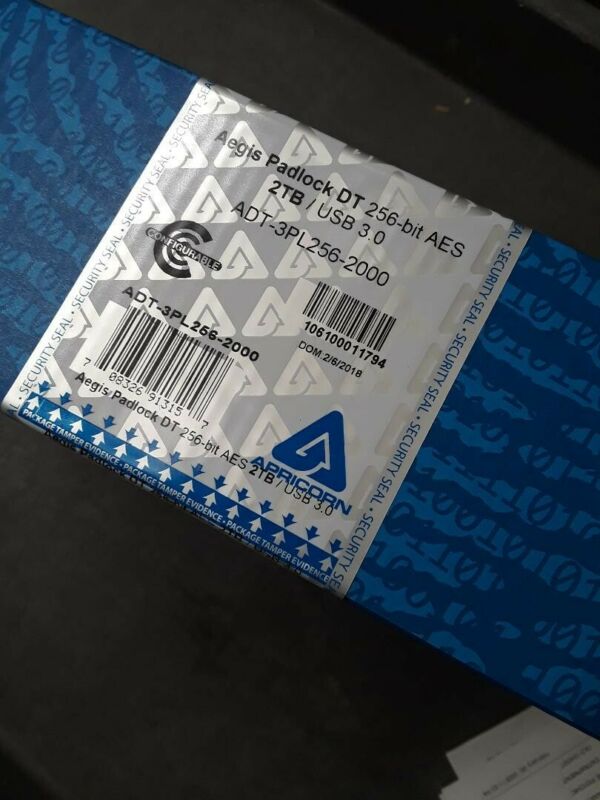 Aegis Padlock DT 256-bit AES
2TB / USB 3.0
ADT-3PL256-2000
CONFIGURABLE
106100011794
DOM:2/6/2018
ADT-3PL256-2000
7 08326 91315 7
Aegis Padlock DT 256-bit AES 2TB / USB 3.0
APRICORN
SECURITY SEAL • SECURITY SEAL • SECURITY SEAL
SECURITY SEAL • SECURITY SEAL • SECURITY SEAL • SECURITY SEAL
PACKAGE TAMPER EVIDENCE • PACKAGE TAMPER EVIDENCE • PACKAGE TAMPER EVIDENCE